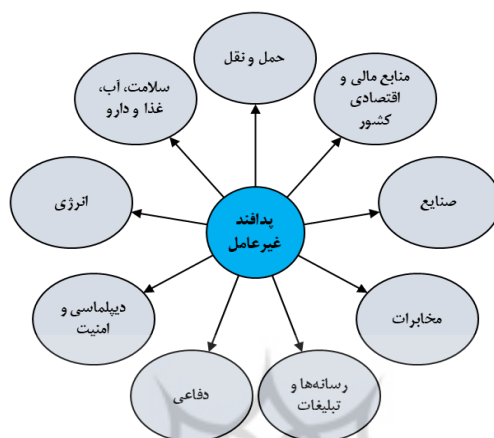 حمل و نقل
منابع مالی و
اقتصادی
کشور
صنایع
مخابرات
رسانه‌ها و
تبلیغات
دفاعی
دیپلماسی و
امنیت
انرژی
سلامت، آب،
غذا و دارو
پدافند
غیرعامل